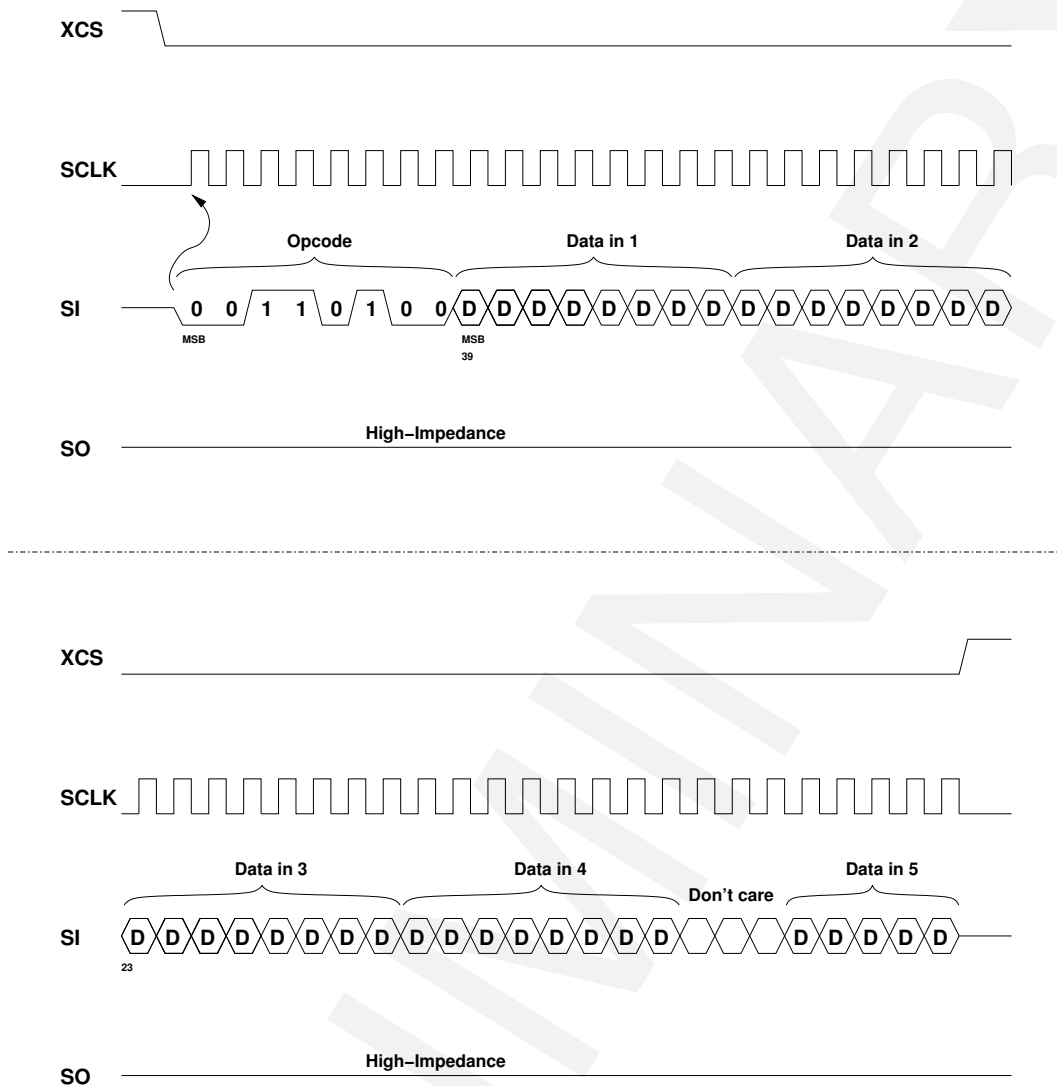 XCS
SCLK
Opcode Data in 1 Data in 2
SI 0 0 1 1 0 1 0 0 D D D D D D D D D D D D D D D D
MSB MSB
39
High−Impedance
SO
XCS
SCLK
Data in 3 Data in 4 Don't care Data in 5
SI D D D D D D D D D D D D D D D D D D D D D
23
High−Impedance
SO